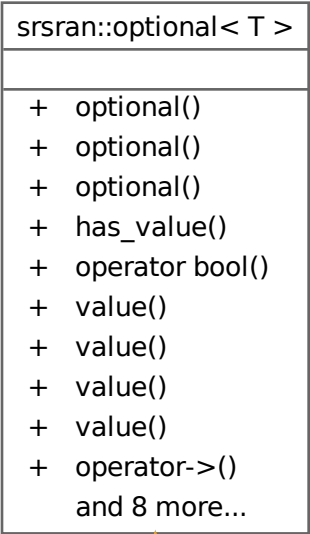 srsran::optional< T >
+ optional()
+ optional()
+ optional()
+ has_value()
+ operator bool()
+ value()
+ value()
+ value()
+ value()
+ operator->()
and 8 more...